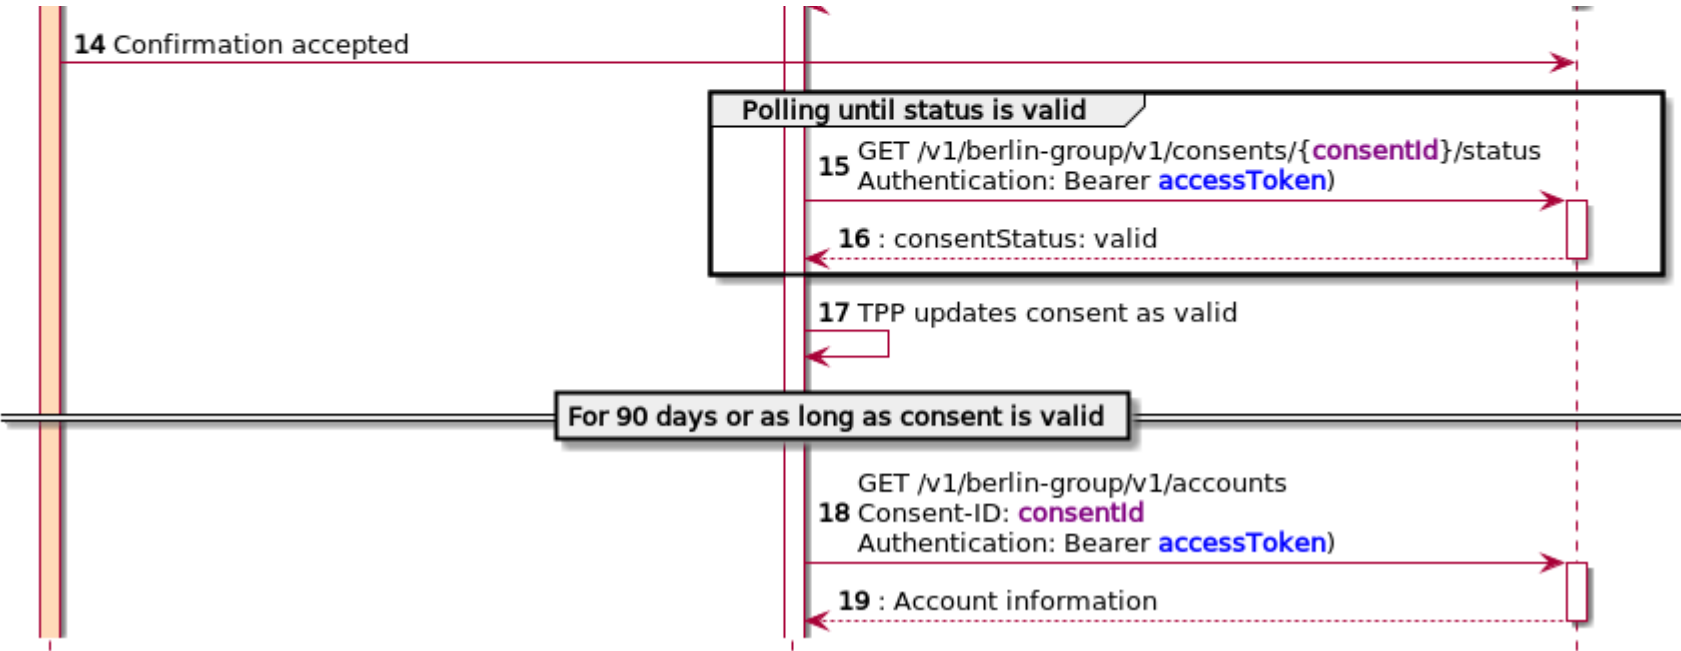 14 Confirmation accepted
Polling until status is valid
15 GET /v1/berlin-group/v1/consents/{consentId}/status
Authentication: Bearer accessToken)
16 : consentStatus: valid
17 TPP updates consent as valid
For 90 days or as long as consent is valid
GET /v1/berlin-group/v1/accounts
18 Consent-ID: consentId
Authentication: Bearer accessToken)
19 : Account information